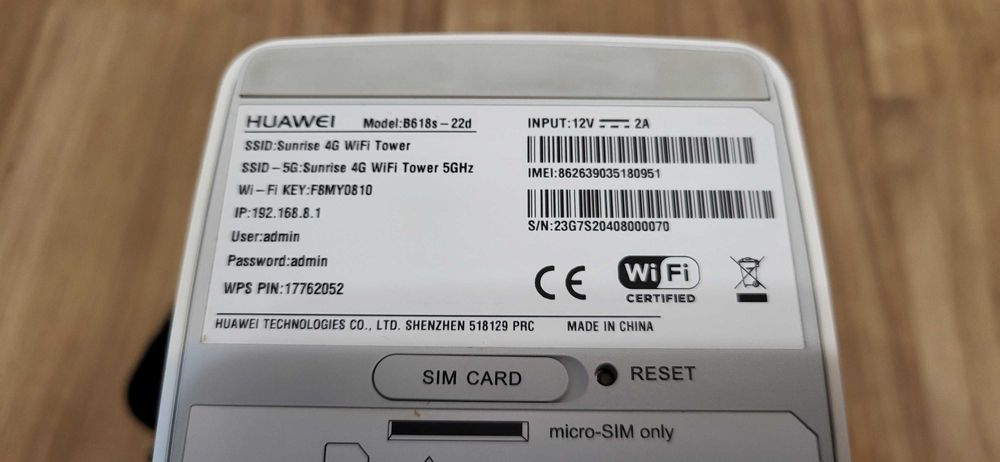 HUAWEI Model:B618s-22d
SSID:Sunrise 4G WiFi Tower
SSID-5G:Sunrise 4G WiFi Tower 5GHz
Wi-Fi KEY:F8MY0810
IP:192.168.8.1
User:admin
Password:admin
WPS PIN:17762052
INPUT:12V 2A
IMEI:862639035180951
S/N:23G7S20408000070
CE
WiFi
CERTIFIED
HUAWEI TECHNOLOGIES CO., LTD. SHENZHEN 518129 PRC MADE IN CHINA
SIM CARD
RESET
micro-SIM only